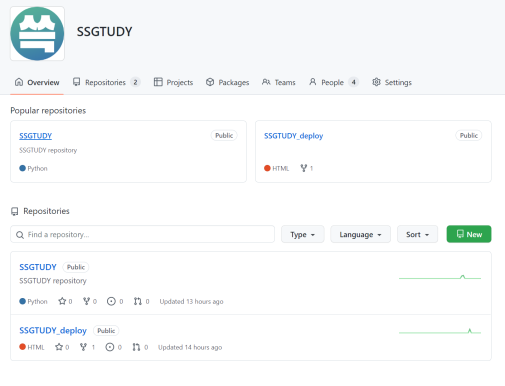 SSGTUDY
Overview Repositories 2 Projects Packages Teams People 4 Settings
Popular repositories
SSGTUDY Public
SSGTUDY repository
Python
SSGTUDY_deploy Public
HTML 1
Repositories
Find a repository... Type Language Sort New
SSGTUDY Public
SSGTUDY repository
Python 0 0 0 0 Updated 13 hours ago
SSGTUDY_deploy Public
HTML 0 1 0 0 Updated 14 hours ago